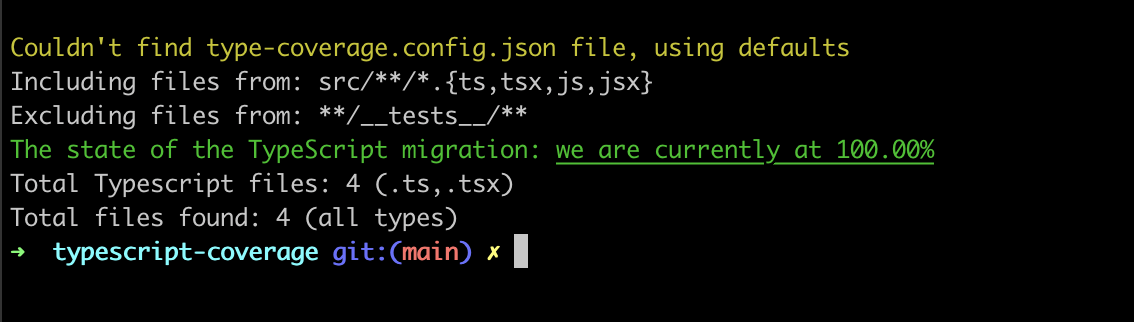 Couldn't find type-coverage.config.json file, using defaults
Including files from: src/**/*.{ts,tsx,js,jsx}
Excluding files from: **/__tests__/**
The state of the TypeScript migration: we are currently at 100.00%
Total Typescript files: 4 (.ts,.tsx)
Total files found: 4 (all types)
➜  typescript-coverage git:(main) ✗